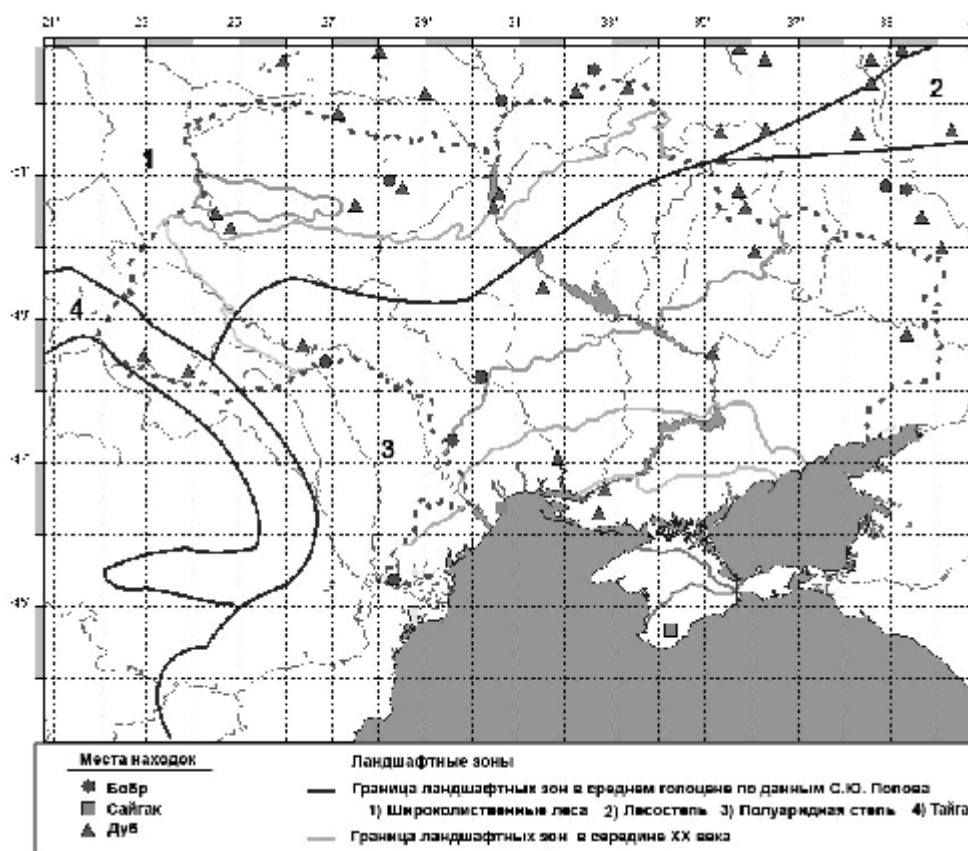 21° 23 25 27° 29° 31 33° 35° 37°
2
1
4
3
Места находок Ландшафтные зоны
Бобр Граница ландшафтных зон в среднем голоцене по данным С.Ю. Попова
Сайгак 1) Широколиственные леса 2) Лесостепь 3) Полуаридная степь 4) Тайга
Дуб
Граница ландшафтных зон в середине XX века